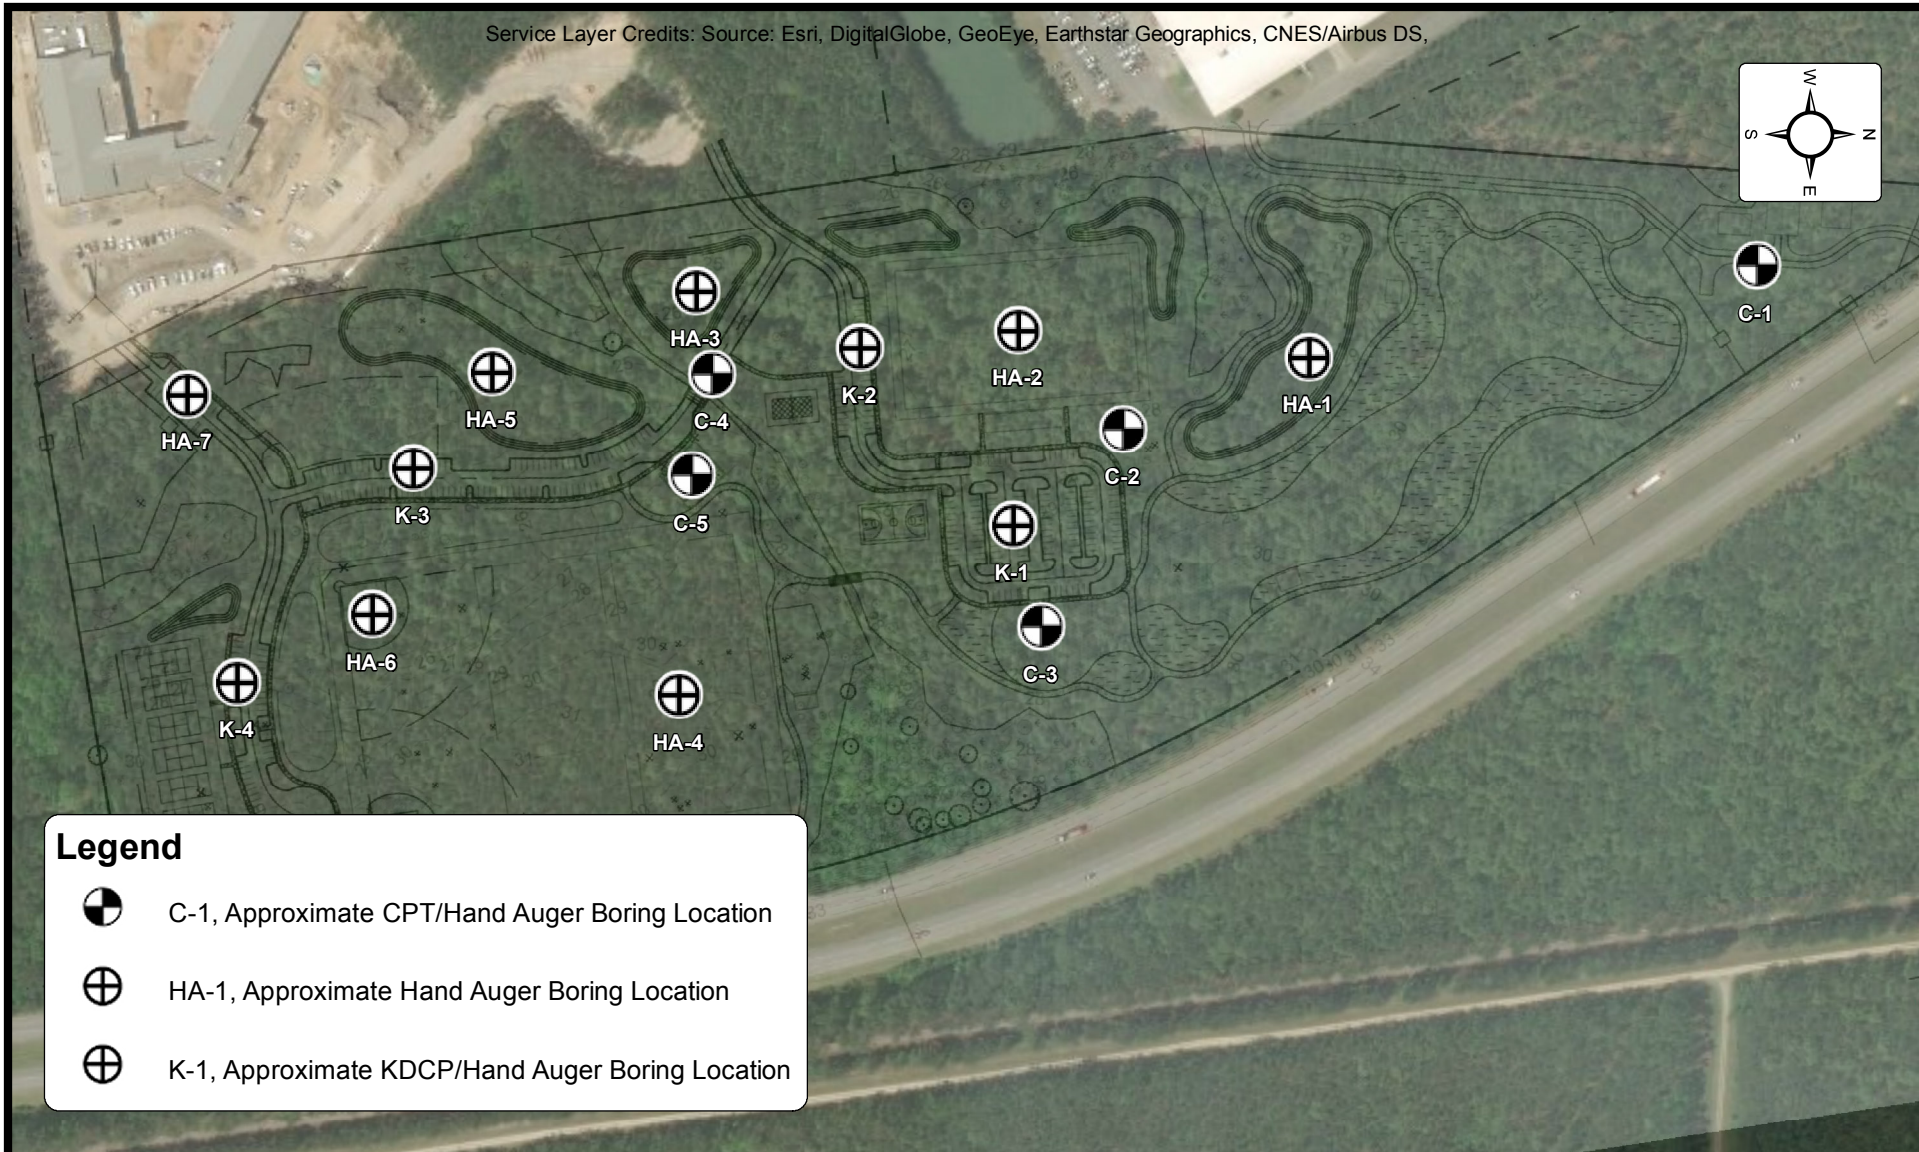 Service Layer Credits: Source: Esri, DigitalGlobe, GeoEye, Earthstar Geographics, CNES/Airbus DS,
W
S
N
E
C-1
HA-3
HA-2
K-2
HA-1
C-4
HA-5
HA-7
C-2
K-3
C-5
K-1
HA-6
C-3
K-4
HA-4
Legend
C-1, Approximate CPT/Hand Auger Boring Location
HA-1, Approximate Hand Auger Boring Location
K-1, Approximate KDCP/Hand Auger Boring Location